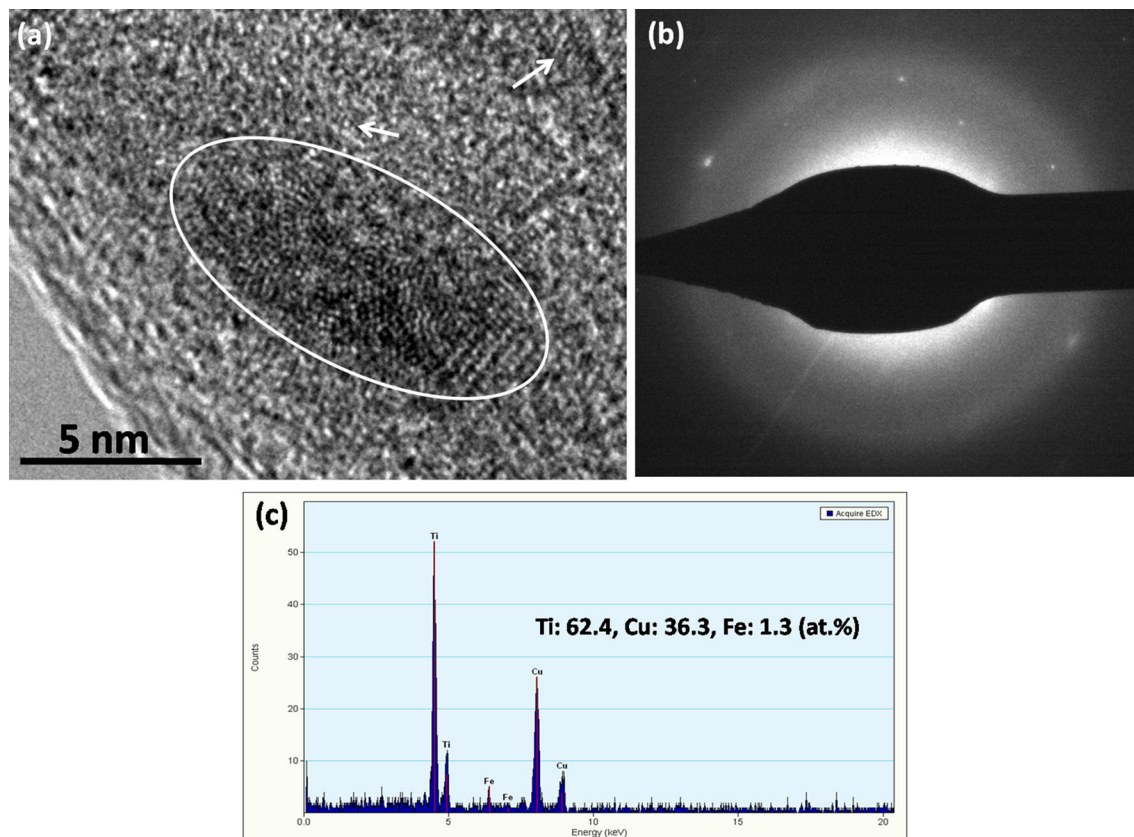 (a)
5 nm
(b)
(c)
Acquire EDX
Ti
Ti: 62.4, Cu: 36.3, Fe: 1.3 (at.%)
Cu
Ti
Fe
Fe
Cu
50
40
30
20
10
Counts
0.0
5
10
15
20
Energy (keV)